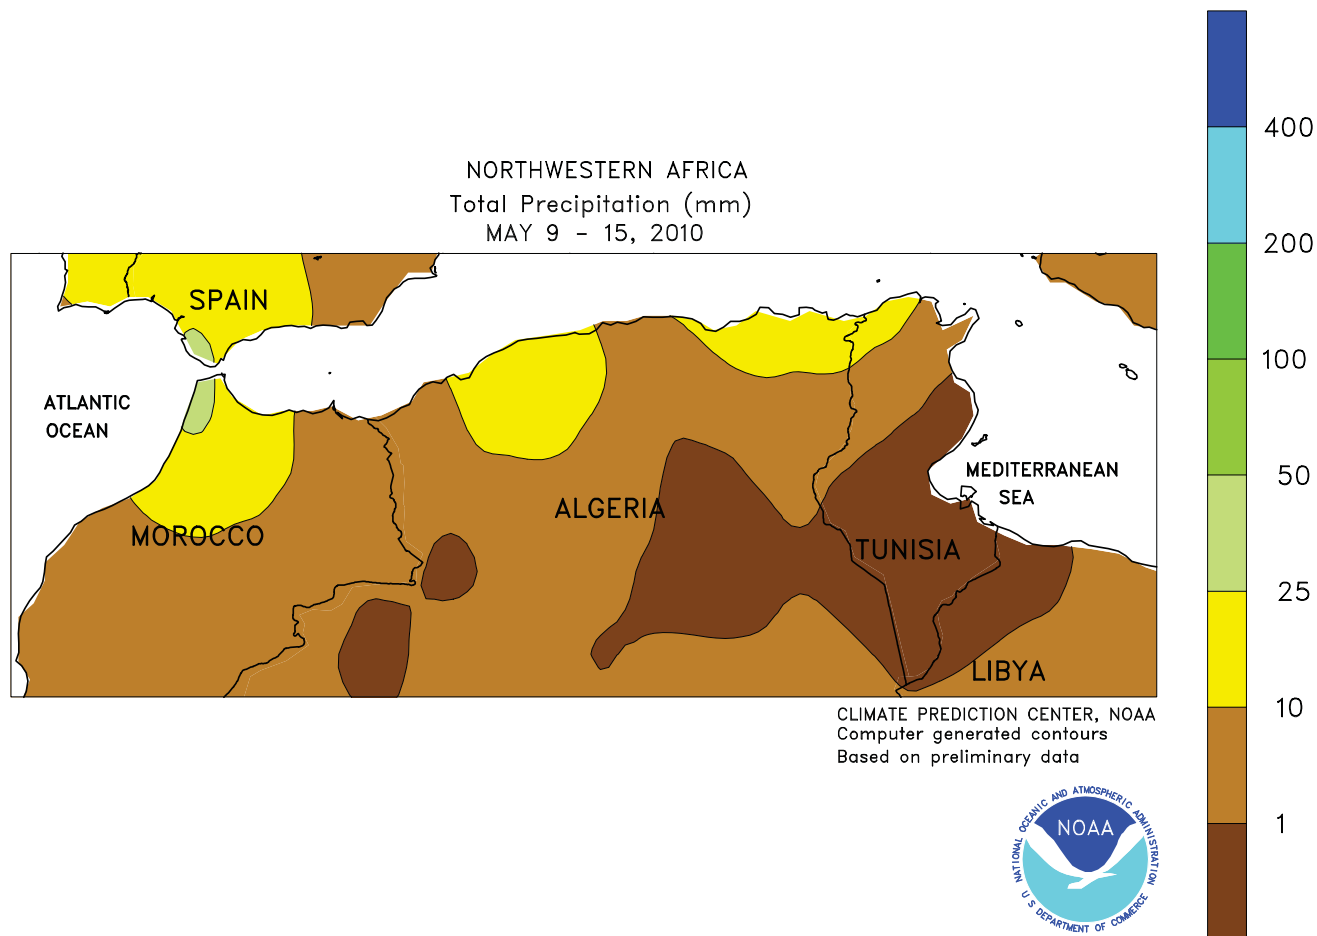 NORTHWESTERN AFRICA
Total Precipitation (mm)
MAY 9 - 15, 2010
SPAIN
ATLANTIC
OCEAN
MOROCCO
ALGERIA
TUNISIA
MEDITERRANEAN
SEA
LIBYA
400
200
100
50
25
10
1
CLIMATE PREDICTION CENTER, NOAA
Computer generated contours
Based on preliminary data
NATIONAL OCEANIC AND ATMOSPHERIC ADMINISTRATION
NOAA
U S DEPARTMENT OF COMMERCE